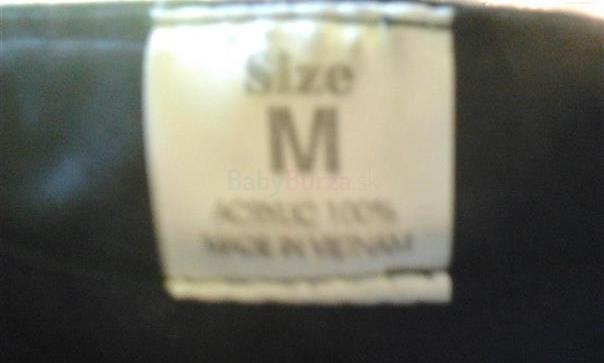 Size
M
BabyBurza.sk
ACRYLIC 100%
MADE IN VIETNAM